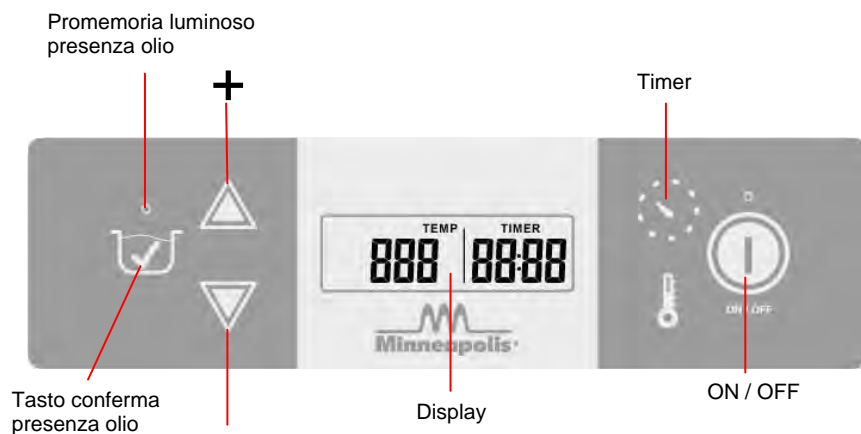 Promemoria luminoso
presenza olio
+
Timer
TEMP
TIMER
888
88:88
Minneapolis
ON / OFF
Tasto conferma
presenza olio
Display
ON / OFF